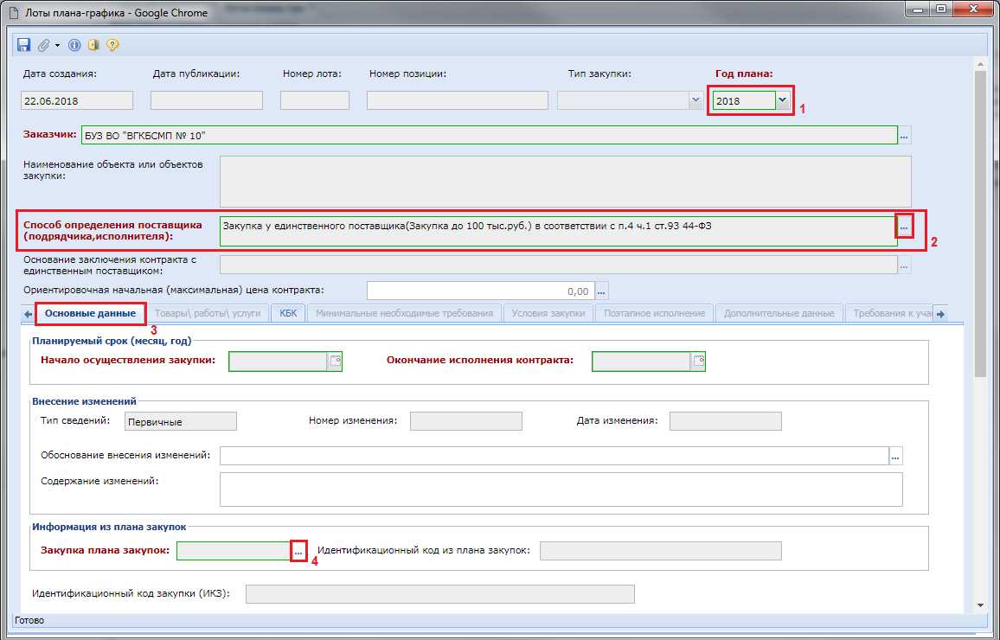 Лоты плана-графика - Google Chrome
Дата создания: Дата публикации: Номер лота: Номер позиции: Тип закупки: Год плана:
22.06.2018 2018 1
Заказчик: БУЗ ВО "ВГКБСМП № 10" ...
Наименование объекта или объектов
закупки:
Способ определения поставщика
(подрядчика,исполнителя):
Закупка у единственного поставщика(Закупка до 100 тыс.руб.) в соответствии с п.4 ч.1 ст.93 44-ФЗ ...
2
Основание заключения контракта с
единственным поставщиком: ...
Ориентировочная начальная (максимальная) цена контракта: 0,00 ...
Основные данные Товары\ работы\ услуги КБК Минимальные необходимые требования Условия закупки Поэтапное исполнение Дополнительные данные Требования к учас
3
Планируемый срок (месяц, год)
Начало осуществления закупки: Окончание исполнения контракта:
Внесение изменений
Тип сведений: Первичные Номер изменения: Дата изменения:
Обоснование внесения изменений: ...
Содержание изменений:
Информация из плана закупок
Закупка плана закупок: ... Идентификационный код из плана закупок:
4
Идентификационный код закупки (ИКЗ):
Готово